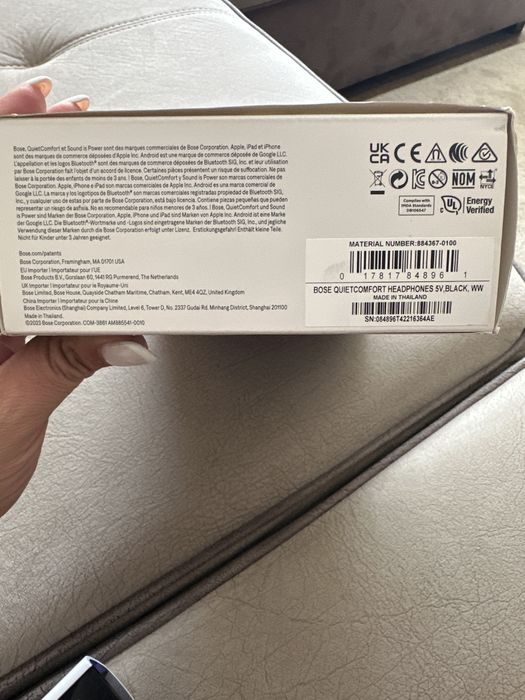 Bose, QuietComfort et Sound is Power sont des marques commerciales de Bose Corporation. Apple, iPad et iPhone
sont des marques de commerce déposées d'Apple Inc. Android est une marque de commerce de Google LLC.
L'appellation et les logos Bluetooth® sont des marques de commerce déposées de Bluetooth SIG, Inc. et leur utilisation
par Bose Corporation fait l'objet d'un accord de licence. Certaines pièces présentent un risque de suffocation. Ne pas
laisser à la portée des enfants de moins de 3 ans. | Bose, QuietComfort y Sound is Power son marcas comerciales de
Bose Corporation. Apple, iPhone e iPad son marcas comerciales de Apple Inc. Android es una marca comercial de
Google LLC. La marca y los logotipos de Bluetooth® son marcas comerciales registradas propiedad de Bluetooth SIG,
Inc., y cualquier uso de estas por parte de Bose Corporation, está bajo licencia. Contiene piezas pequeñas que pueden
representar un riesgo de asfixia. No es recomendable para niños menores de 3 años. | Bose, QuietComfort und Sound
is Power sind Marken der Bose Corporation. Apple, iPhone und iPad sind Marken von Apple Inc. Android ist eine Marke
der Google LLC. Die Bluetooth®-Wortmarke und -Logos sind eingetragene Marken der Bluetooth SIG, Inc., und jegliche
Verwendung dieser Marken durch die Bose Corporation erfolgt unter Lizenz. Erstickungsgefahr! Enthält kleine Teile.
Nicht für Kinder unter 3 Jahren geeignet.
Bose.com/patents
Bose Corporation, Framingham, MA 01701 USA
EU Importer | Importateur pour l'UE
Bose Products B.V., Gorslaan 60, 1441 RG Purmerend, The Netherlands
UK Importer | Importateur pour le Royaume-Uni
Bose Limited, Bose House, Quayside Chatham Maritime, Chatham, Kent, ME4 4QZ, United Kingdom
China Importer | Importateur pour la Chine
Bose Electronics (Shanghai) Company Limited, Level 6, Tower D, No. 2337 Gudai Rd. Minhang District, Shanghai 201100
Made in Thailand.
©2023 Bose Corporation. COM-3861 AM885541-0010
UK
CA CE
NOM
NYCE
Complies with
IMDA Standards
DB106547
c UL US Energy
Verified
MATERIAL NUMBER:884367-0100
0 17817 84896 1
BOSE QUIETCOMFORT HEADPHONES 5V,BLACK, WW
MADE IN THAILAND
SN:084896T42216364AE